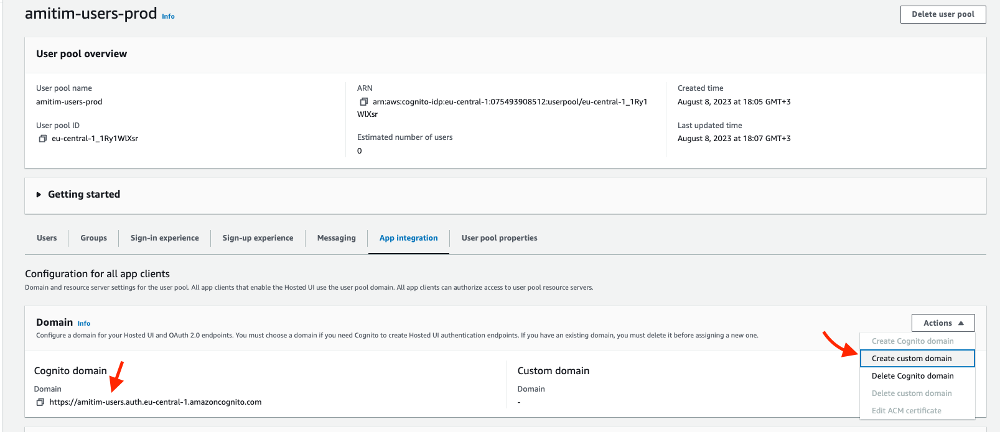 amitim-users-prod Info
Delete user pool
User pool overview
User pool name
amitim-users-prod
User pool ID
eu-central-1_1Ry1WlXsr
ARN
arn:aws:cognito-idp:eu-central-1:075493908512:userpool/eu-central-1_1Ry1
WlXsr
Estimated number of users
0
Created time
August 8, 2023 at 18:05 GMT+3
Last updated time
August 8, 2023 at 18:07 GMT+3
Getting started
Users Groups Sign-in experience Sign-up experience Messaging App integration User pool properties
Configuration for all app clients
Domain and resource server settings for the user pool. All app clients that enable the Hosted UI use the user pool domain. All app clients can authorize access to user pool resource servers.
Domain Info
Configure a domain for your Hosted UI and OAuth 2.0 endpoints. You must choose a domain if you need Cognito to create Hosted UI authentication endpoints. If you have an existing domain, you must delete it before assigning a new one.
Actions
Create Cognito domain
Create custom domain
Delete Cognito domain
Delete custom domain
Edit ACM certificate
Cognito domain
Domain
https://amitim-users.auth.eu-central-1.amazoncognito.com
Custom domain
Domain
-